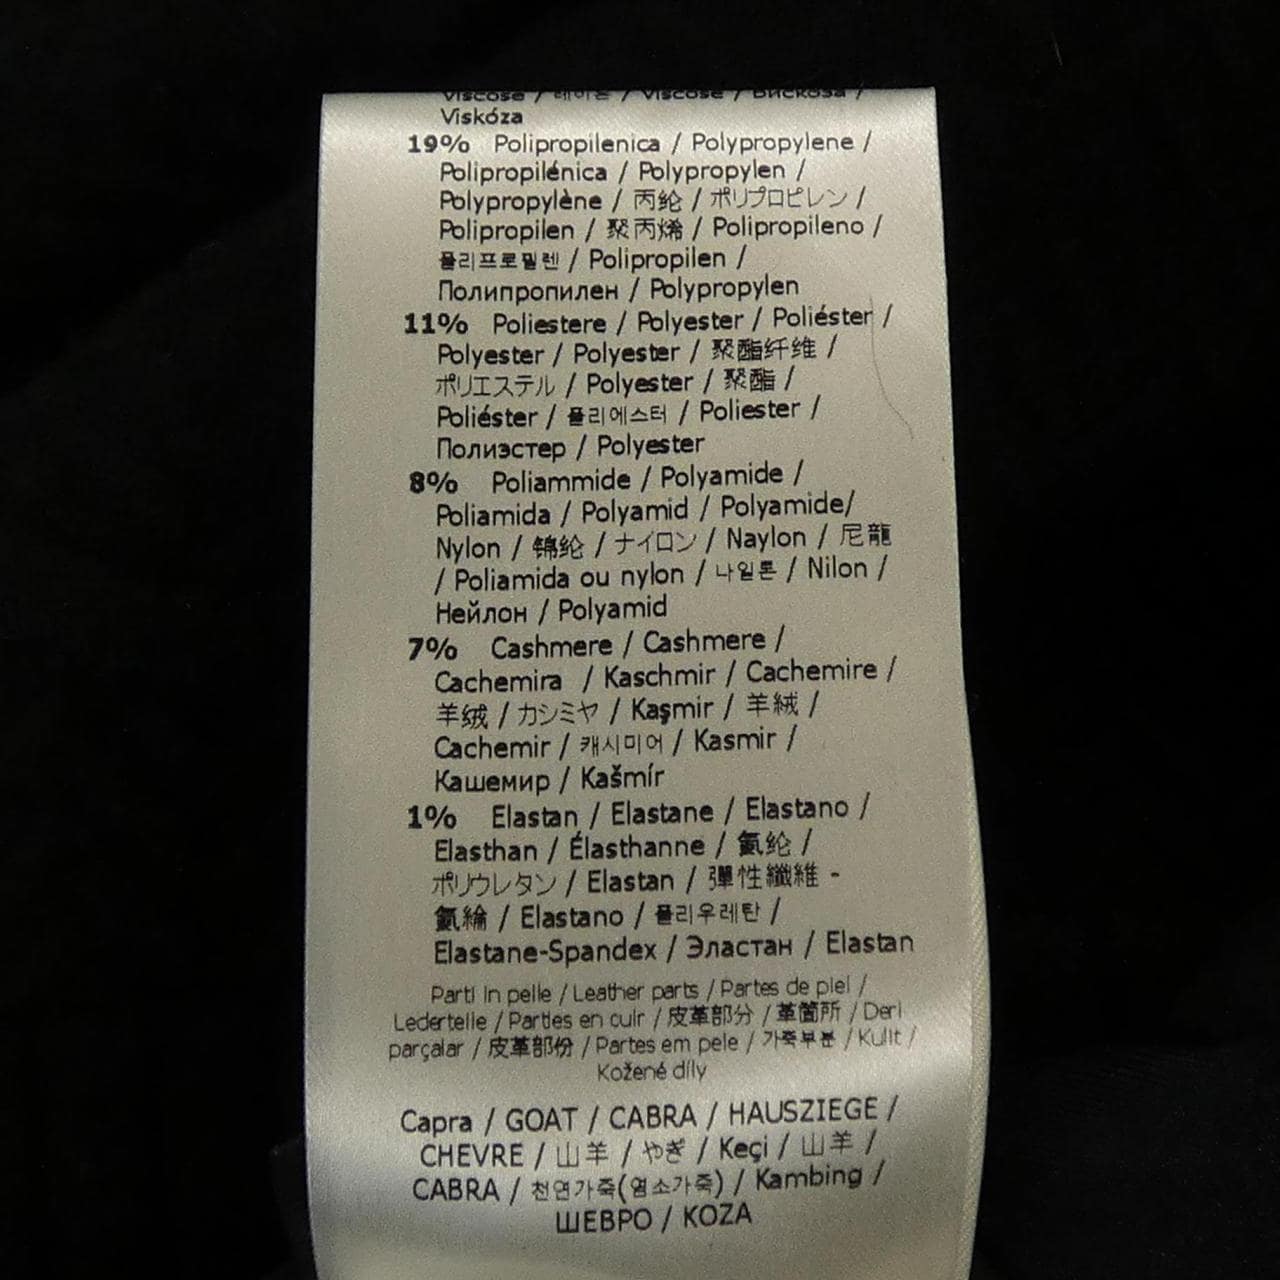 Viscose / 레이온 / Viscose / Вискоза /
Viskóza
19% Polipropilenica / Polypropylene /
Polipropilénica / Polypropylen /
Polypropylène / 丙纶 / ポリプロピレン /
Polipropilen / 聚丙烯 / Polipropileno /
폴리프로필렌 / Polipropilen /
Полипропилен / Polypropylen
11% Poliestere / Polyester / Poliéster /
Polyester / Polyester / 聚酯纤维 /
ポリエステル / Polyester / 聚酯 /
Poliéster / 폴리에스터 / Poliester /
Полиэстер / Polyester
8% Poliammide / Polyamide /
Poliamida / Polyamid / Polyamide/
Nylon / 锦纶 / ナイロン / Naylon / 尼龍
/ Poliamida ou nylon / 나일론 / Nilon /
Нейлон / Polyamid
7% Cashmere / Cashmere /
Cachemira / Kaschmir / Cachemire /
羊绒 / カシミヤ / Kaşmir / 羊絨 /
Cachemir / 캐시미어 / Kasmir /
Кашемир / Kašmír
1% Elastan / Elastane / Elastano /
Elasthan / Élasthanne / 氨纶 /
ポリウレタン / Elastan / 彈性纖維 -
氨綸 / Elastano / 폴리우레탄 /
Elastane-Spandex / Эластан / Elastan
Parti in pelle / Leather parts / Partes de piel /
Lederteile / Parties en cuir / 皮革部分 / 革箇所 / Deri
parçalar / 皮革部份 / Partes em pele / 가죽부분 / Kulit /
Kožené díly
Capra / GOAT / CABRA / HAUSZIEGE /
CHEVRE / 山羊 / やぎ / Keçi / 山羊 /
CABRA / 천연가죽(염소가죽) / Kambing /
ШЕВРО / KOZA